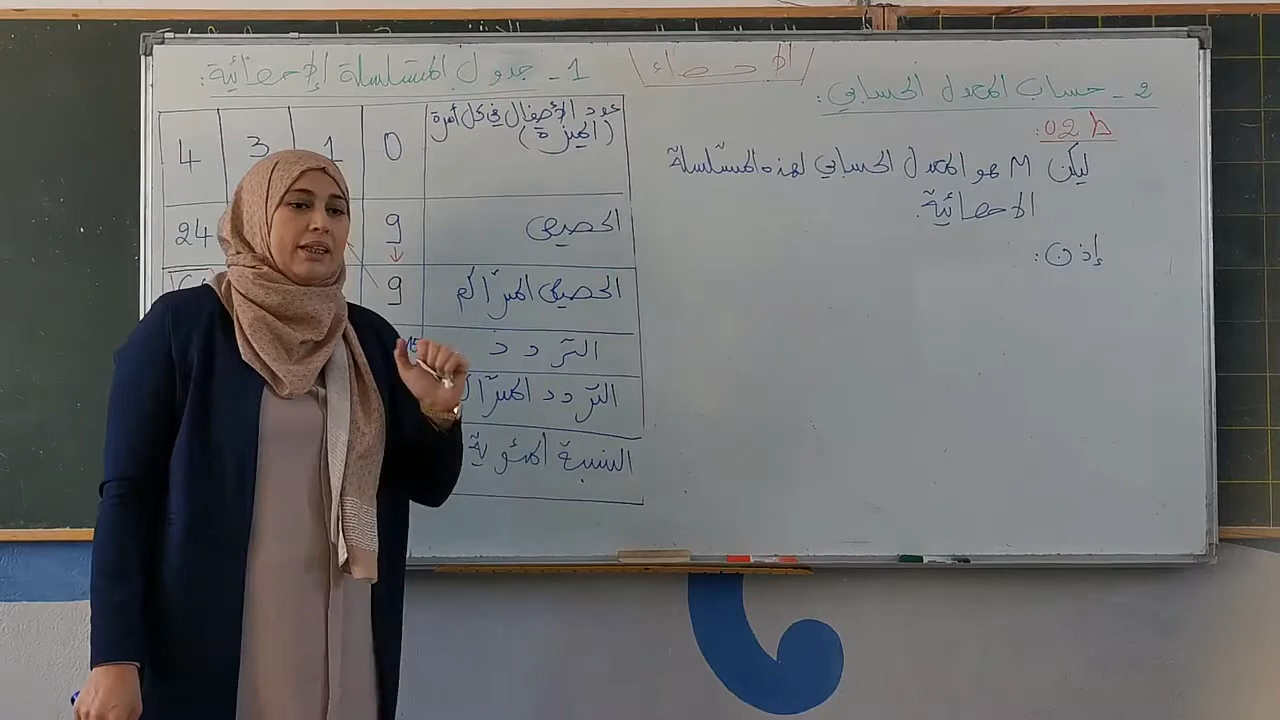 الإحصاء
1 - جدول المتسلسلة الإحصائية:
عدد الأطفال في كل أسرة
(الميزة)
0
1
3
4
الحصيص
9
24
الحصيص المتراكم
9
التردد
التردد المتراكم
النسبة المئوية
2 - حساب المعدل الحسابي:
ط 02:
ليكن M هو المعدل الحسابي لهذه المتسلسلة
الاحصائية.
إذن: